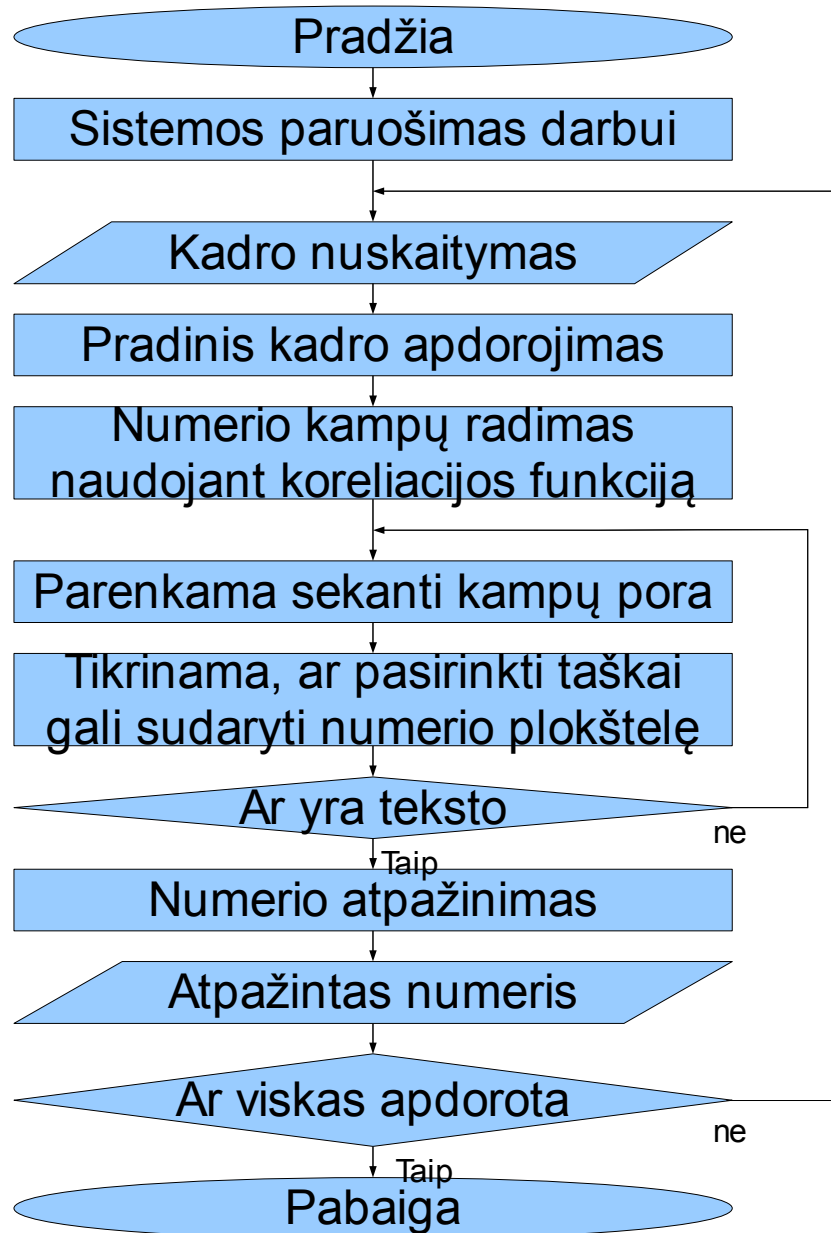 Pradžia
Sistemos paruošimas darbui
Kadro nuskaitymas
Pradinis kadro apdorojimas
Numerio kampų radimas
naudojant koreliacijos funkciją
Parenkama sekanti kampų pora
Tikrinama, ar pasirinkti taškai
gali sudaryti numerio plokštelę
Ar yra teksto
ne
Taip
Numerio atpažinimas
Atpažintas numeris
Ar viskas apdorota
ne
Taip
Pabaiga